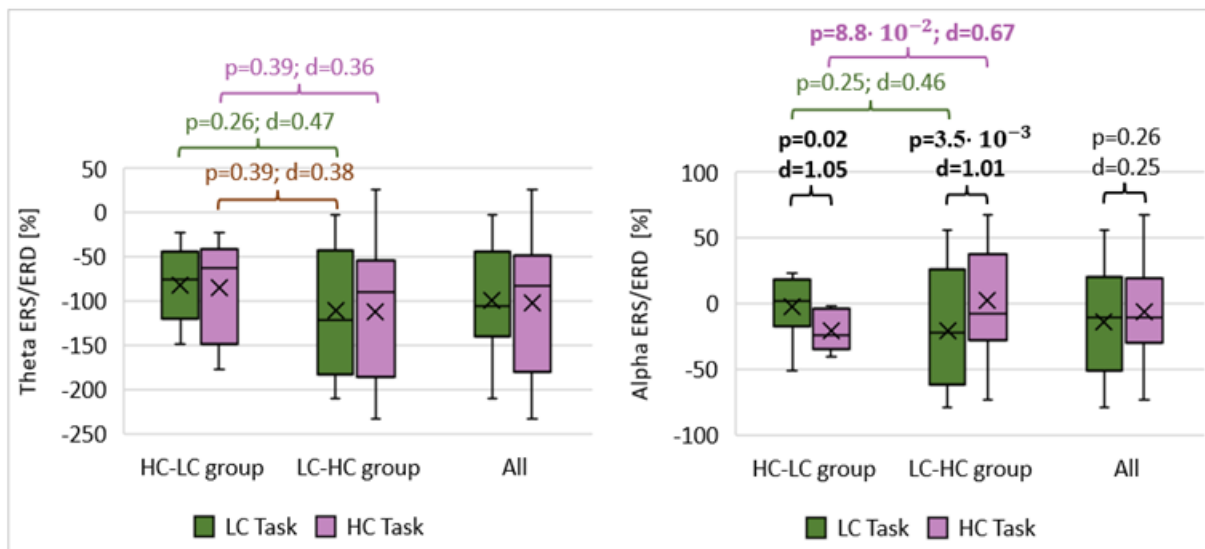 p=0.39; d=0.36
p=0.26; d=0.47
p=0.39; d=0.38
Theta ERS/ERD [%]
50
0
-50
-100
-150
-200
-250
HC-LC group LC-HC group All
LC Task HC Task
p=8.8· 10⁻²; d=0.67
p=0.25; d=0.46
p=0.02 p=3.5· 10⁻³ p=0.26
d=1.05 d=1.01 d=0.25
Alpha ERS/ERD [%]
100
50
0
-50
-100
HC-LC group LC-HC group All
LC Task HC Task